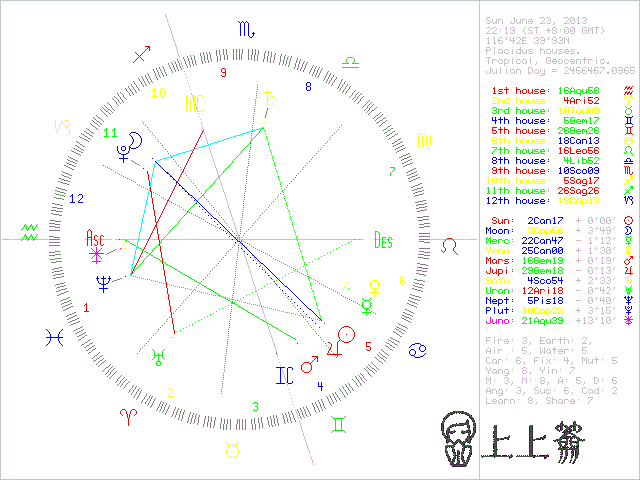 Sun June 23, 2013
22:19 (ST +8:00 GMT)
116°42E 39°93N
Placidus houses.
Tropical, Geocentric.
Julian Day = 2456467.0965
1st house: 16Aqu56
2nd house: 4Ari52
3rd house: 10Tau09
4th house: 5Gem17
5th house: 26Gem26
6th house: 18Can13
7th house: 16Leo56
8th house: 4Lib52
9th house: 10Sco09
10th house: 5Sag17
11th house: 26Sag26
12th house: 18Cap13
Sun: 2Can17 + 0°00'
Moon: + 3°49'
Merc: 22Can47 - 1°12'
Venu: 25Can00 + 1°30'
Mars: 16Gem19 + 0°19'
Jupi: 29Gem18 - 0°13'
Satu: 4Sco54 + 2°33'
Uran: 12Ari18 - 0°42'
Nept: 5Pis18 - 0°40'
Plut: 10Cap23 + 3°15'
Juno: 21Aqu39 +13°10'
Fire: 3, Earth: 2,
Air : 5, Water: 5
Car: 6, Fix: 4, Mut: 5
Yang: 8, Yin: 7
M: 3, N: 8, A: 5, D: 6
Ang: 3, Suc: 6, Cad: 2
Learn: 8, Share: 7
9
8
10
MC
11
7
12
Asc
Des
6
1
5
IC
4
2
3
上上籤